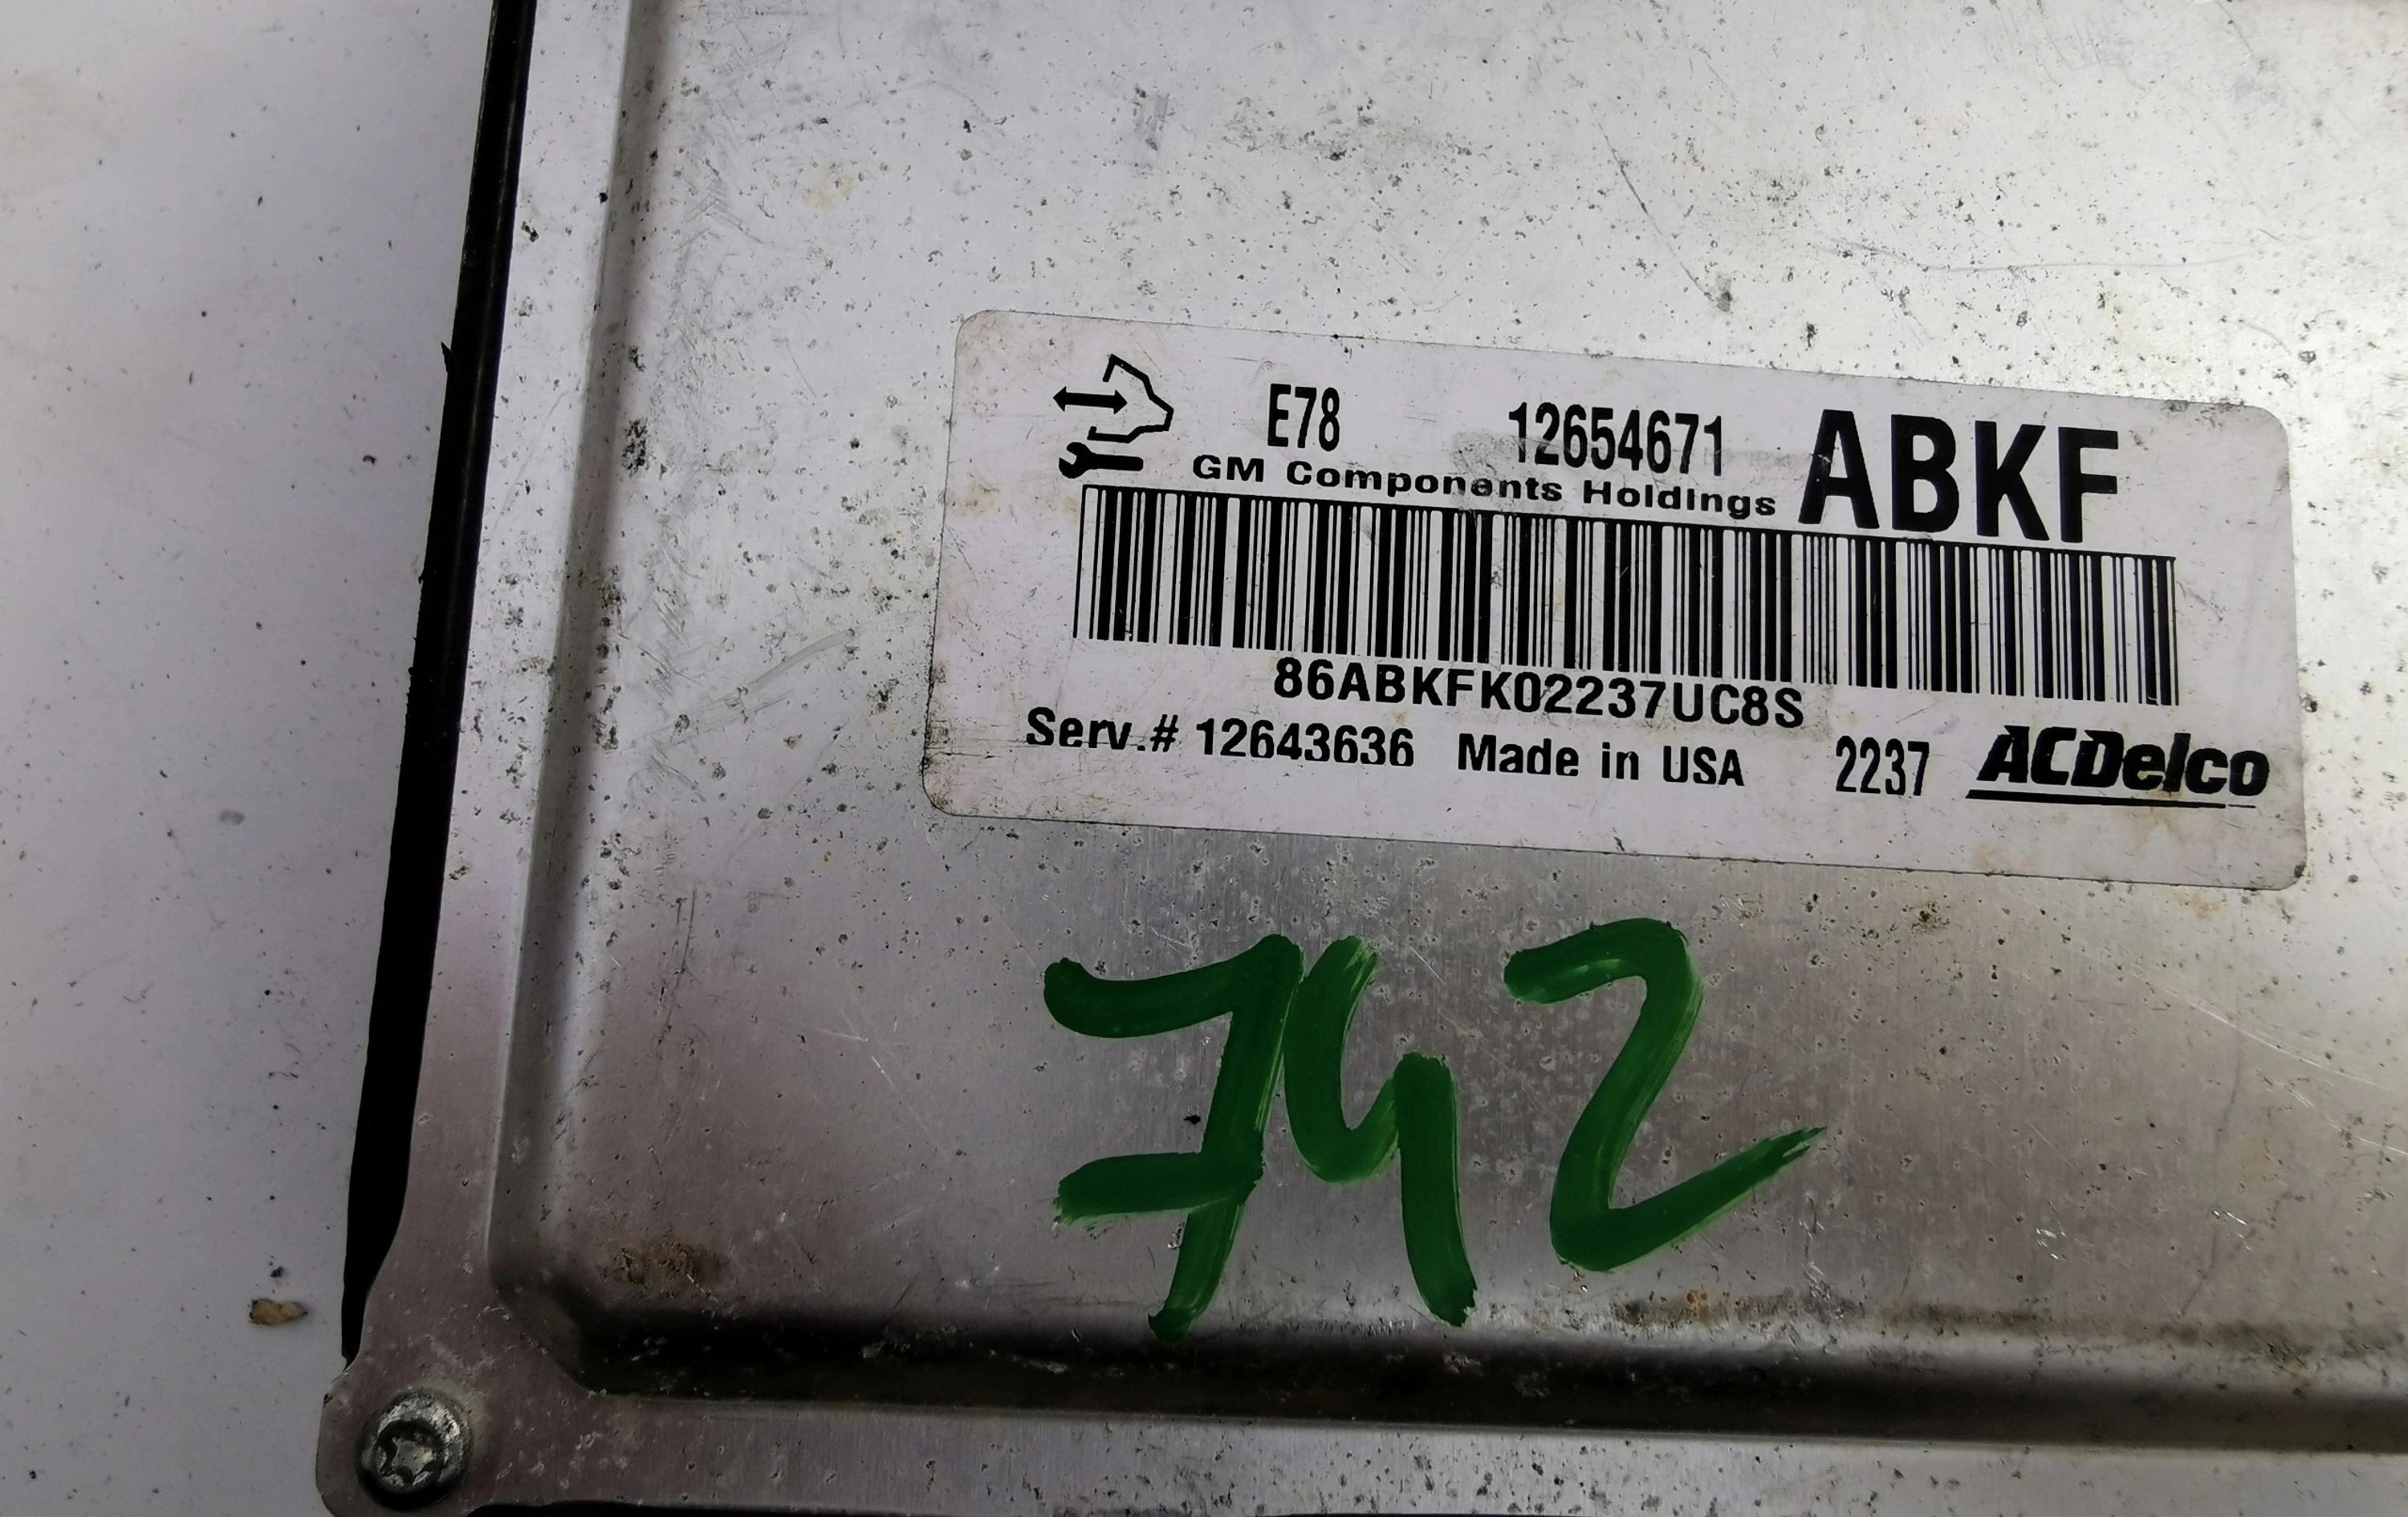 E78 12654671 ABKF
GM Components Holdings
86ABKFK02237UC8S
Serv.# 12643636 Made in USA 2237 ACDelco
742